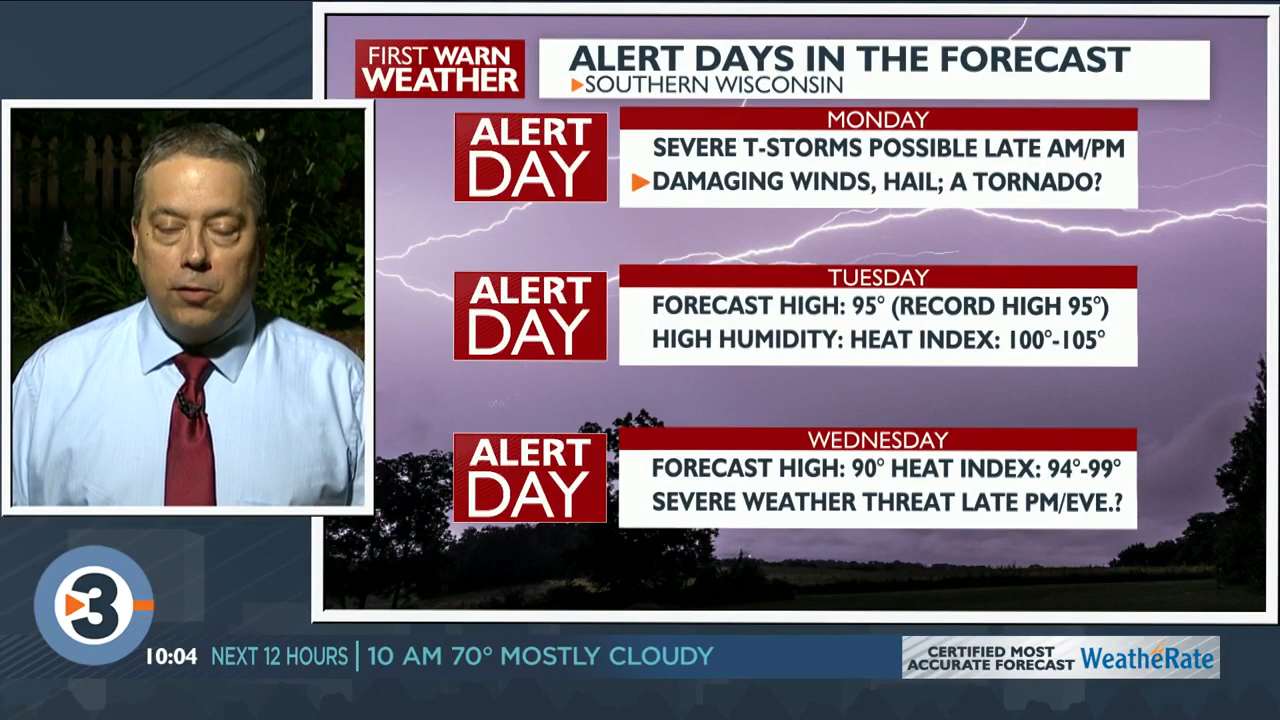 FIRST WARN
WEATHER
ALERT DAYS IN THE FORECAST
SOUTHERN WISCONSIN
ALERT
DAY
MONDAY
SEVERE T-STORMS POSSIBLE LATE AM/PM
DAMAGING WINDS, HAIL; A TORNADO?
ALERT
DAY
TUESDAY
FORECAST HIGH: 95° (RECORD HIGH 95°)
HIGH HUMIDITY: HEAT INDEX: 100°-105°
ALERT
DAY
WEDNESDAY
FORECAST HIGH: 90° HEAT INDEX: 94°-99°
SEVERE WEATHER THREAT LATE PM/EVE.?
3
10:04 NEXT 12 HOURS 10 AM 70° MOSTLY CLOUDY
CERTIFIED MOST
ACCURATE FORECAST
WeatheRate